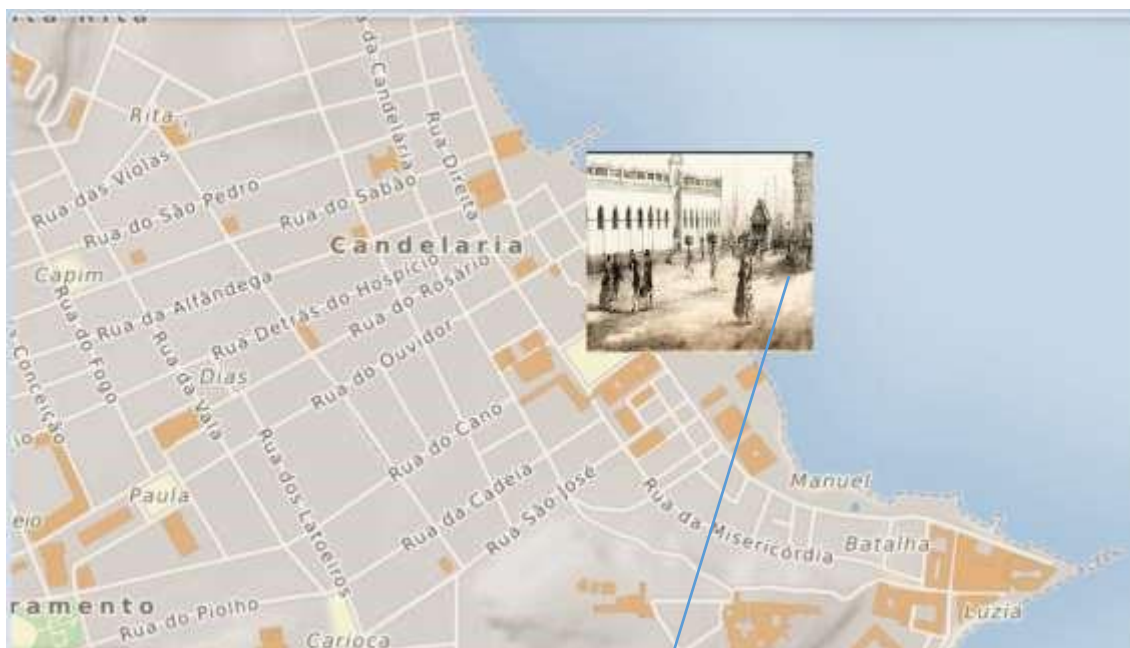 Rita
Rua das Violas
Rua do São Pedro
Rua do Sabão
da Candelária
Rua Direita
Candelaria
Capim
Rua da Alfândega
Rua Detrás do Hospício
Rua do Rosário
Rua do Ouvidor
Rua do Fogo
Rua da Vala
Dias
Conceição
Rua do Cano
Rua dos Latoeiros
Rua da Cadeia
Rua São José
Paula
Manuel
Rua da Misericórdia
Batalha
ramento
Rua do Piolho
Carioca
Luzia